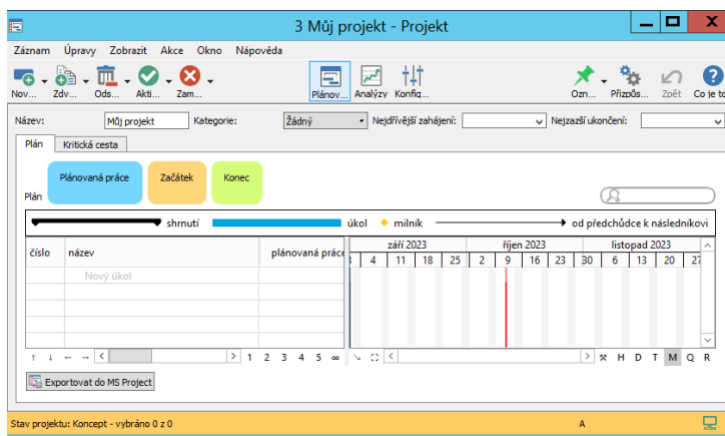 3 Můj projekt - Projekt
Záznam Úpravy Zobrazit Akce Okno Nápověda
Nov... Zdv... Ods... Akti... Zam... Plánov... Analýzy Konfig... Ozn... Přizpůs... Zpět Co je to
Název: Můj projekt Kategorie: Žádný Nejdřívější zahájení: Nejzazší ukončení:
Plán Kritická cesta
Plánovaná práce Začátek Konec
Plán
shrnutí úkol milník od předchůdce k následníkovi
číslo název plánovaná práce září 2023 říjen 2023 listopad 2023
4 11 18 25 2 9 16 23 30 6 13 20 27
Nový úkol
1 2 3 4 5 ∞ H D T M Q R
Exportovat do MS Project
Stav projektu: Koncept - vybráno 0 z 0 A